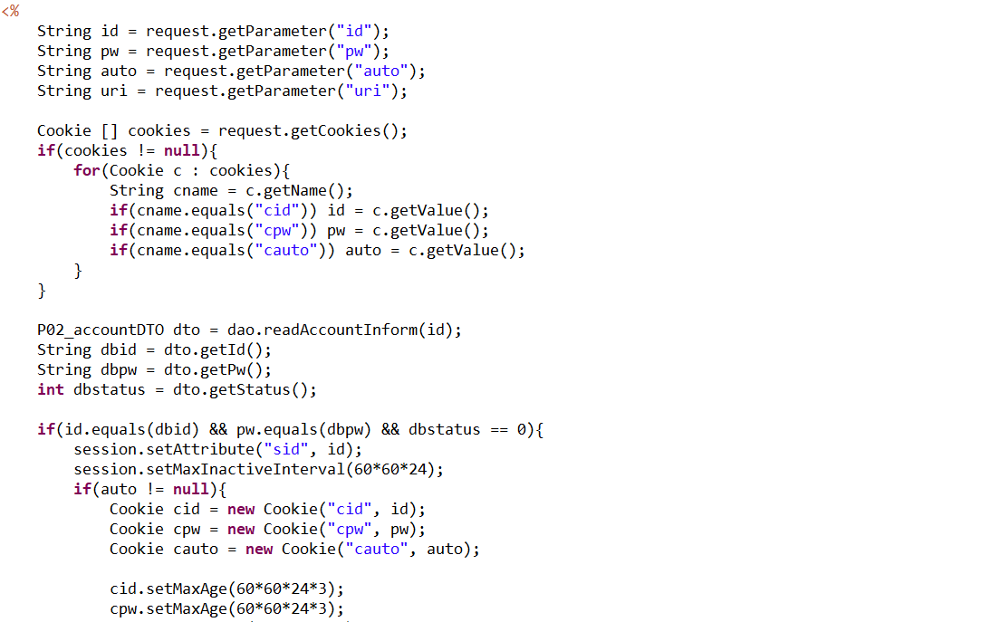 <%
String id = request.getParameter("id");
String pw = request.getParameter("pw");
String auto = request.getParameter("auto");
String uri = request.getParameter("uri");
Cookie [] cookies = request.getCookies();
if(cookies != null){
for(Cookie c : cookies){
String cname = c.getName();
if(cname.equals("cid")) id = c.getValue();
if(cname.equals("cpw")) pw = c.getValue();
if(cname.equals("cauto")) auto = c.getValue();
}
}
P02_accountDTO dto = dao.readAccountInform(id);
String dbid = dto.getId();
String dbpw = dto.getPw();
int dbstatus = dto.getStatus();
if(id.equals(dbid) && pw.equals(dbpw) && dbstatus == 0){
session.setAttribute("sid", id);
session.setMaxInactiveInterval(60*60*24);
if(auto != null){
Cookie cid = new Cookie("cid", id);
Cookie cpw = new Cookie("cpw", pw);
Cookie cauto = new Cookie("cauto", auto);
cid.setMaxAge(60*60*24*3);
cpw.setMaxAge(60*60*24*3);